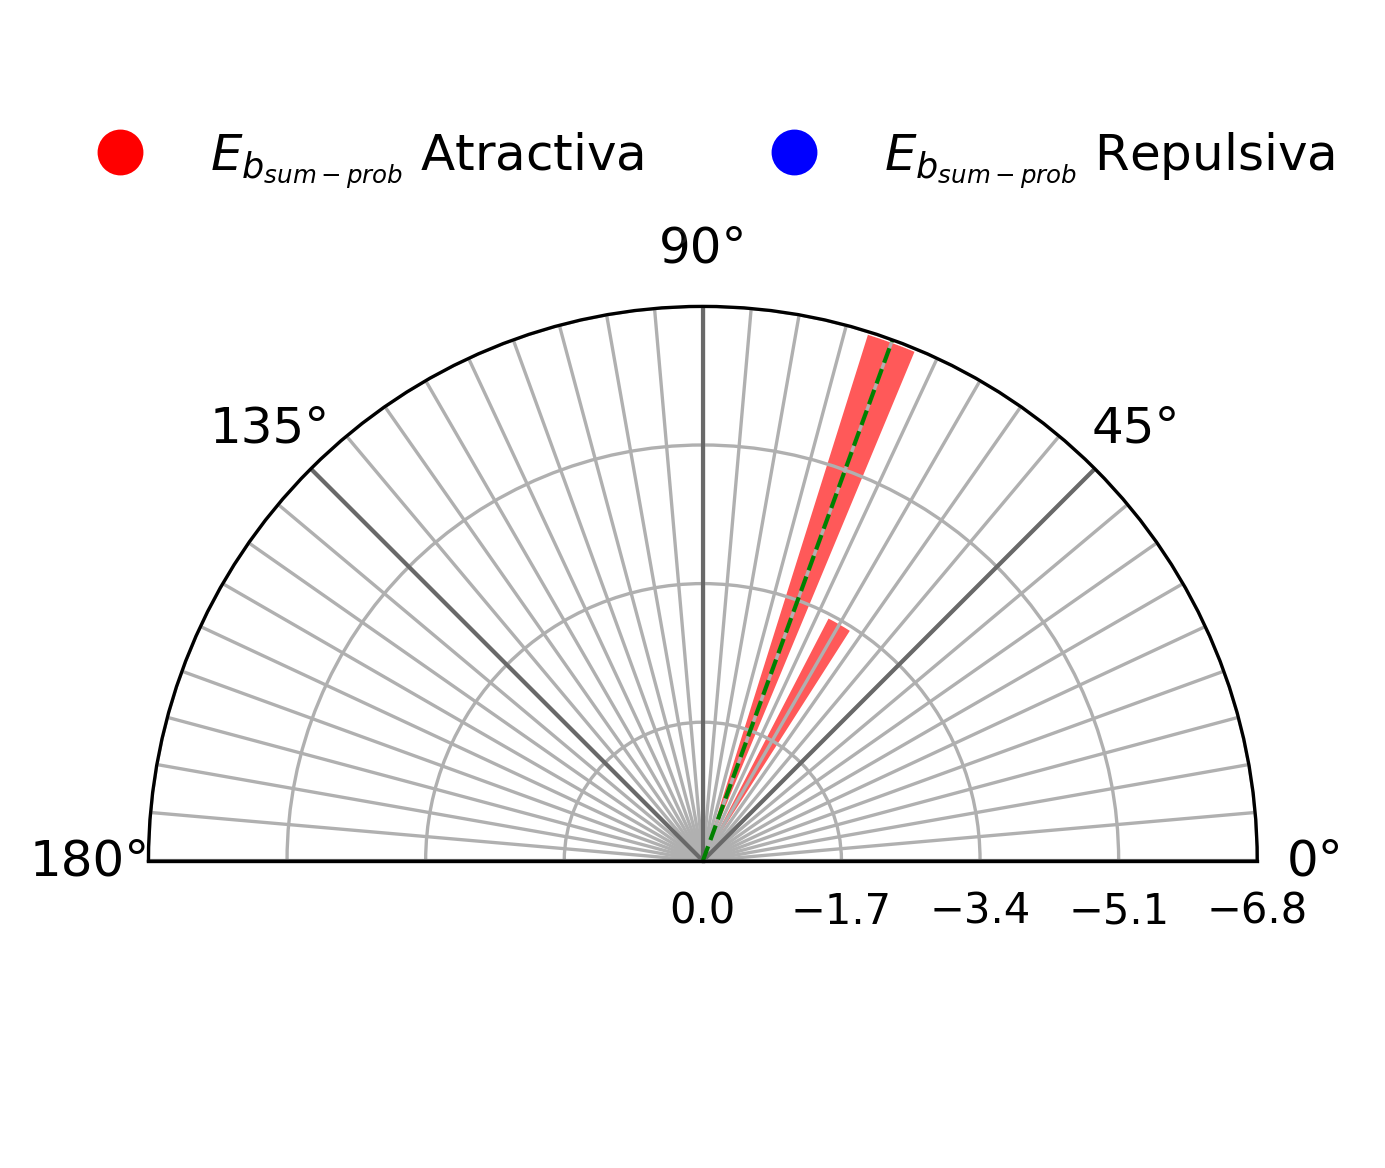 E_{b_{sum-prob}} Atractiva E_{b_{sum-prob}} Repulsiva
90°
135° 45°
180° 0°
0.0 −1.7 −3.4 −5.1 −6.8